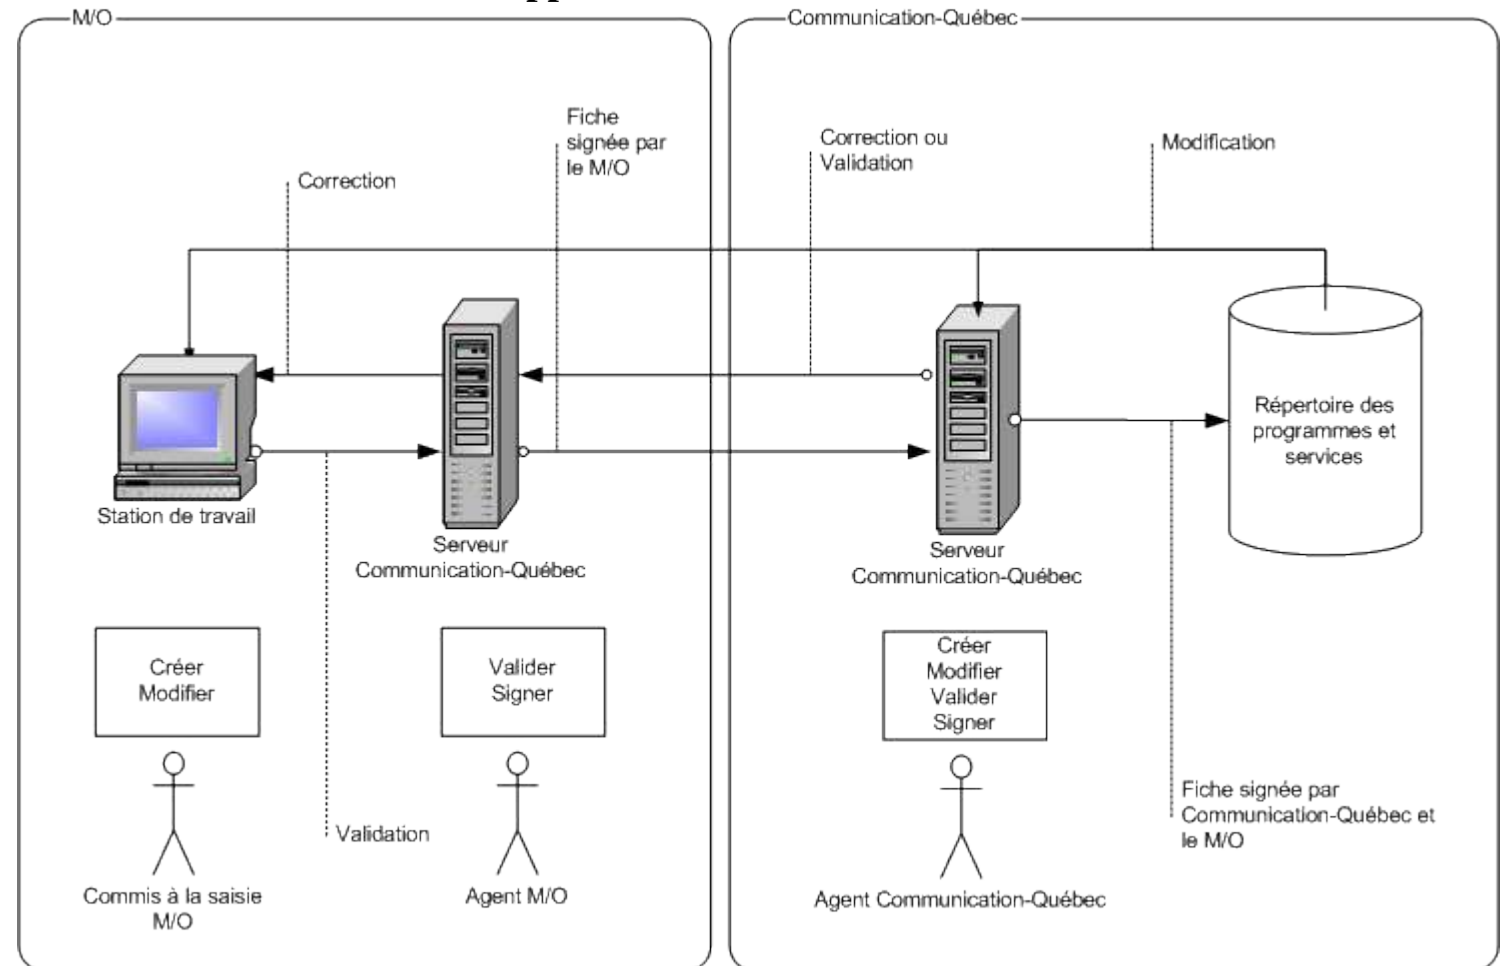 M/O
Communication-Québec
Fiche
signée par
le M/O
Correction ou
Validation
Modification
Correction
Répertoire des
programmes et
services
Station de travail
Serveur
Communication-Québec
Serveur
Communication-Québec
Créer
Modifier
Valider
Signer
Créer
Modifier
Valider
Signer
Validation
Fiche signée par
Communication-Québec et
le M/O
Commis à la saisie
M/O
Agent M/O
Agent Communication-Québec